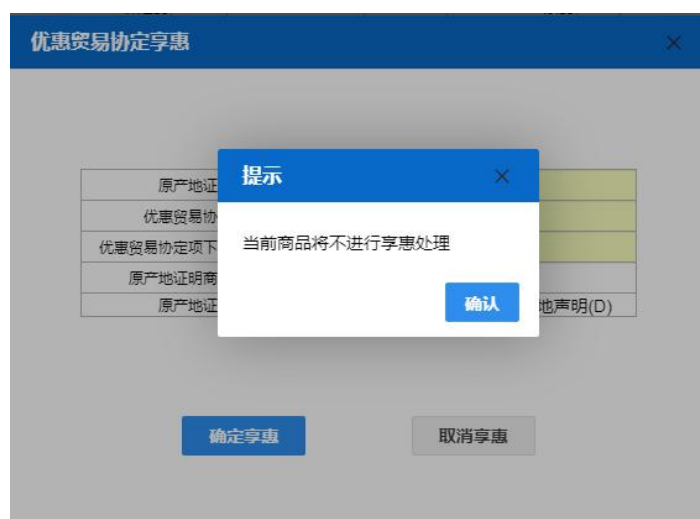 优惠贸易协定享惠
提示
原产地证
优惠贸易协
当前商品将不进行享惠处理
优惠贸易协定项下
原产地证明商
确认
原产地证
地声明(D)
确定享惠
取消享惠